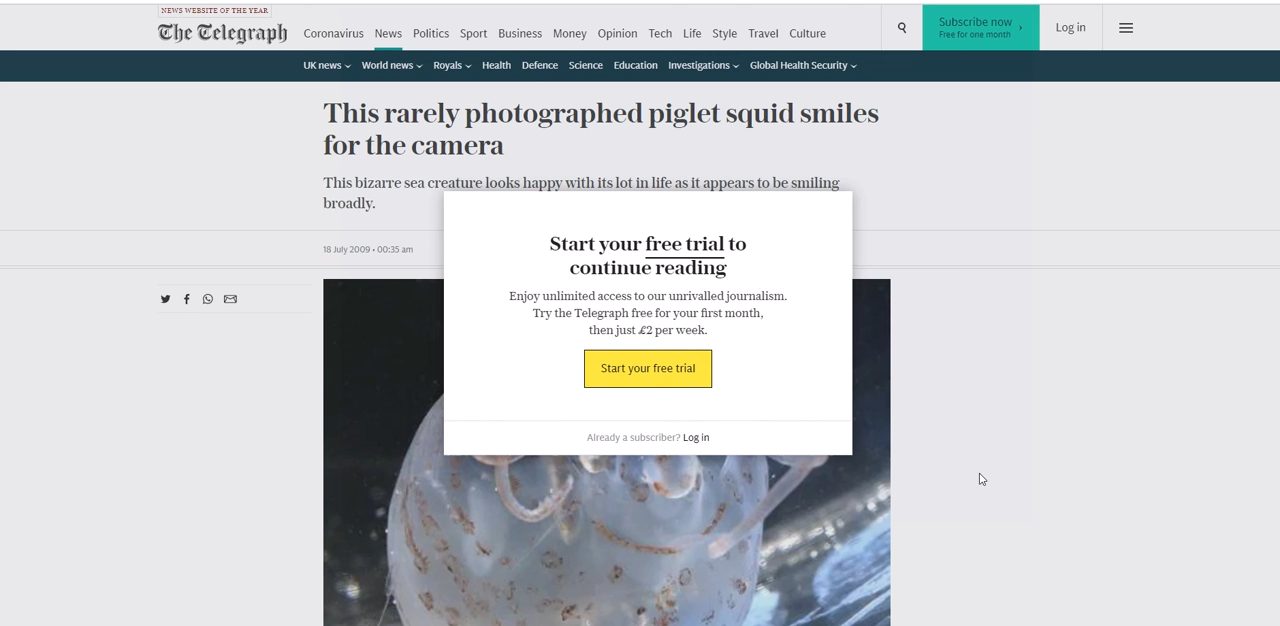 NEWS WEBSITE OF THE YEAR
The Telegraph
Coronavirus News Politics Sport Business Money Opinion Tech Life Style Travel Culture
Subscribe now
Free for one month
Log in
UK news World news Royals Health Defence Science Education Investigations Global Health Security
This rarely photographed piglet squid smiles
for the camera
This bizarre sea creature looks happy with its lot in life as it appears to be smiling
broadly.
18 July 2009 • 00:35 am
Start your free trial to
continue reading
Enjoy unlimited access to our unrivalled journalism.
Try the Telegraph free for your first month,
then just £2 per week.
Start your free trial
Already a subscriber? Log in